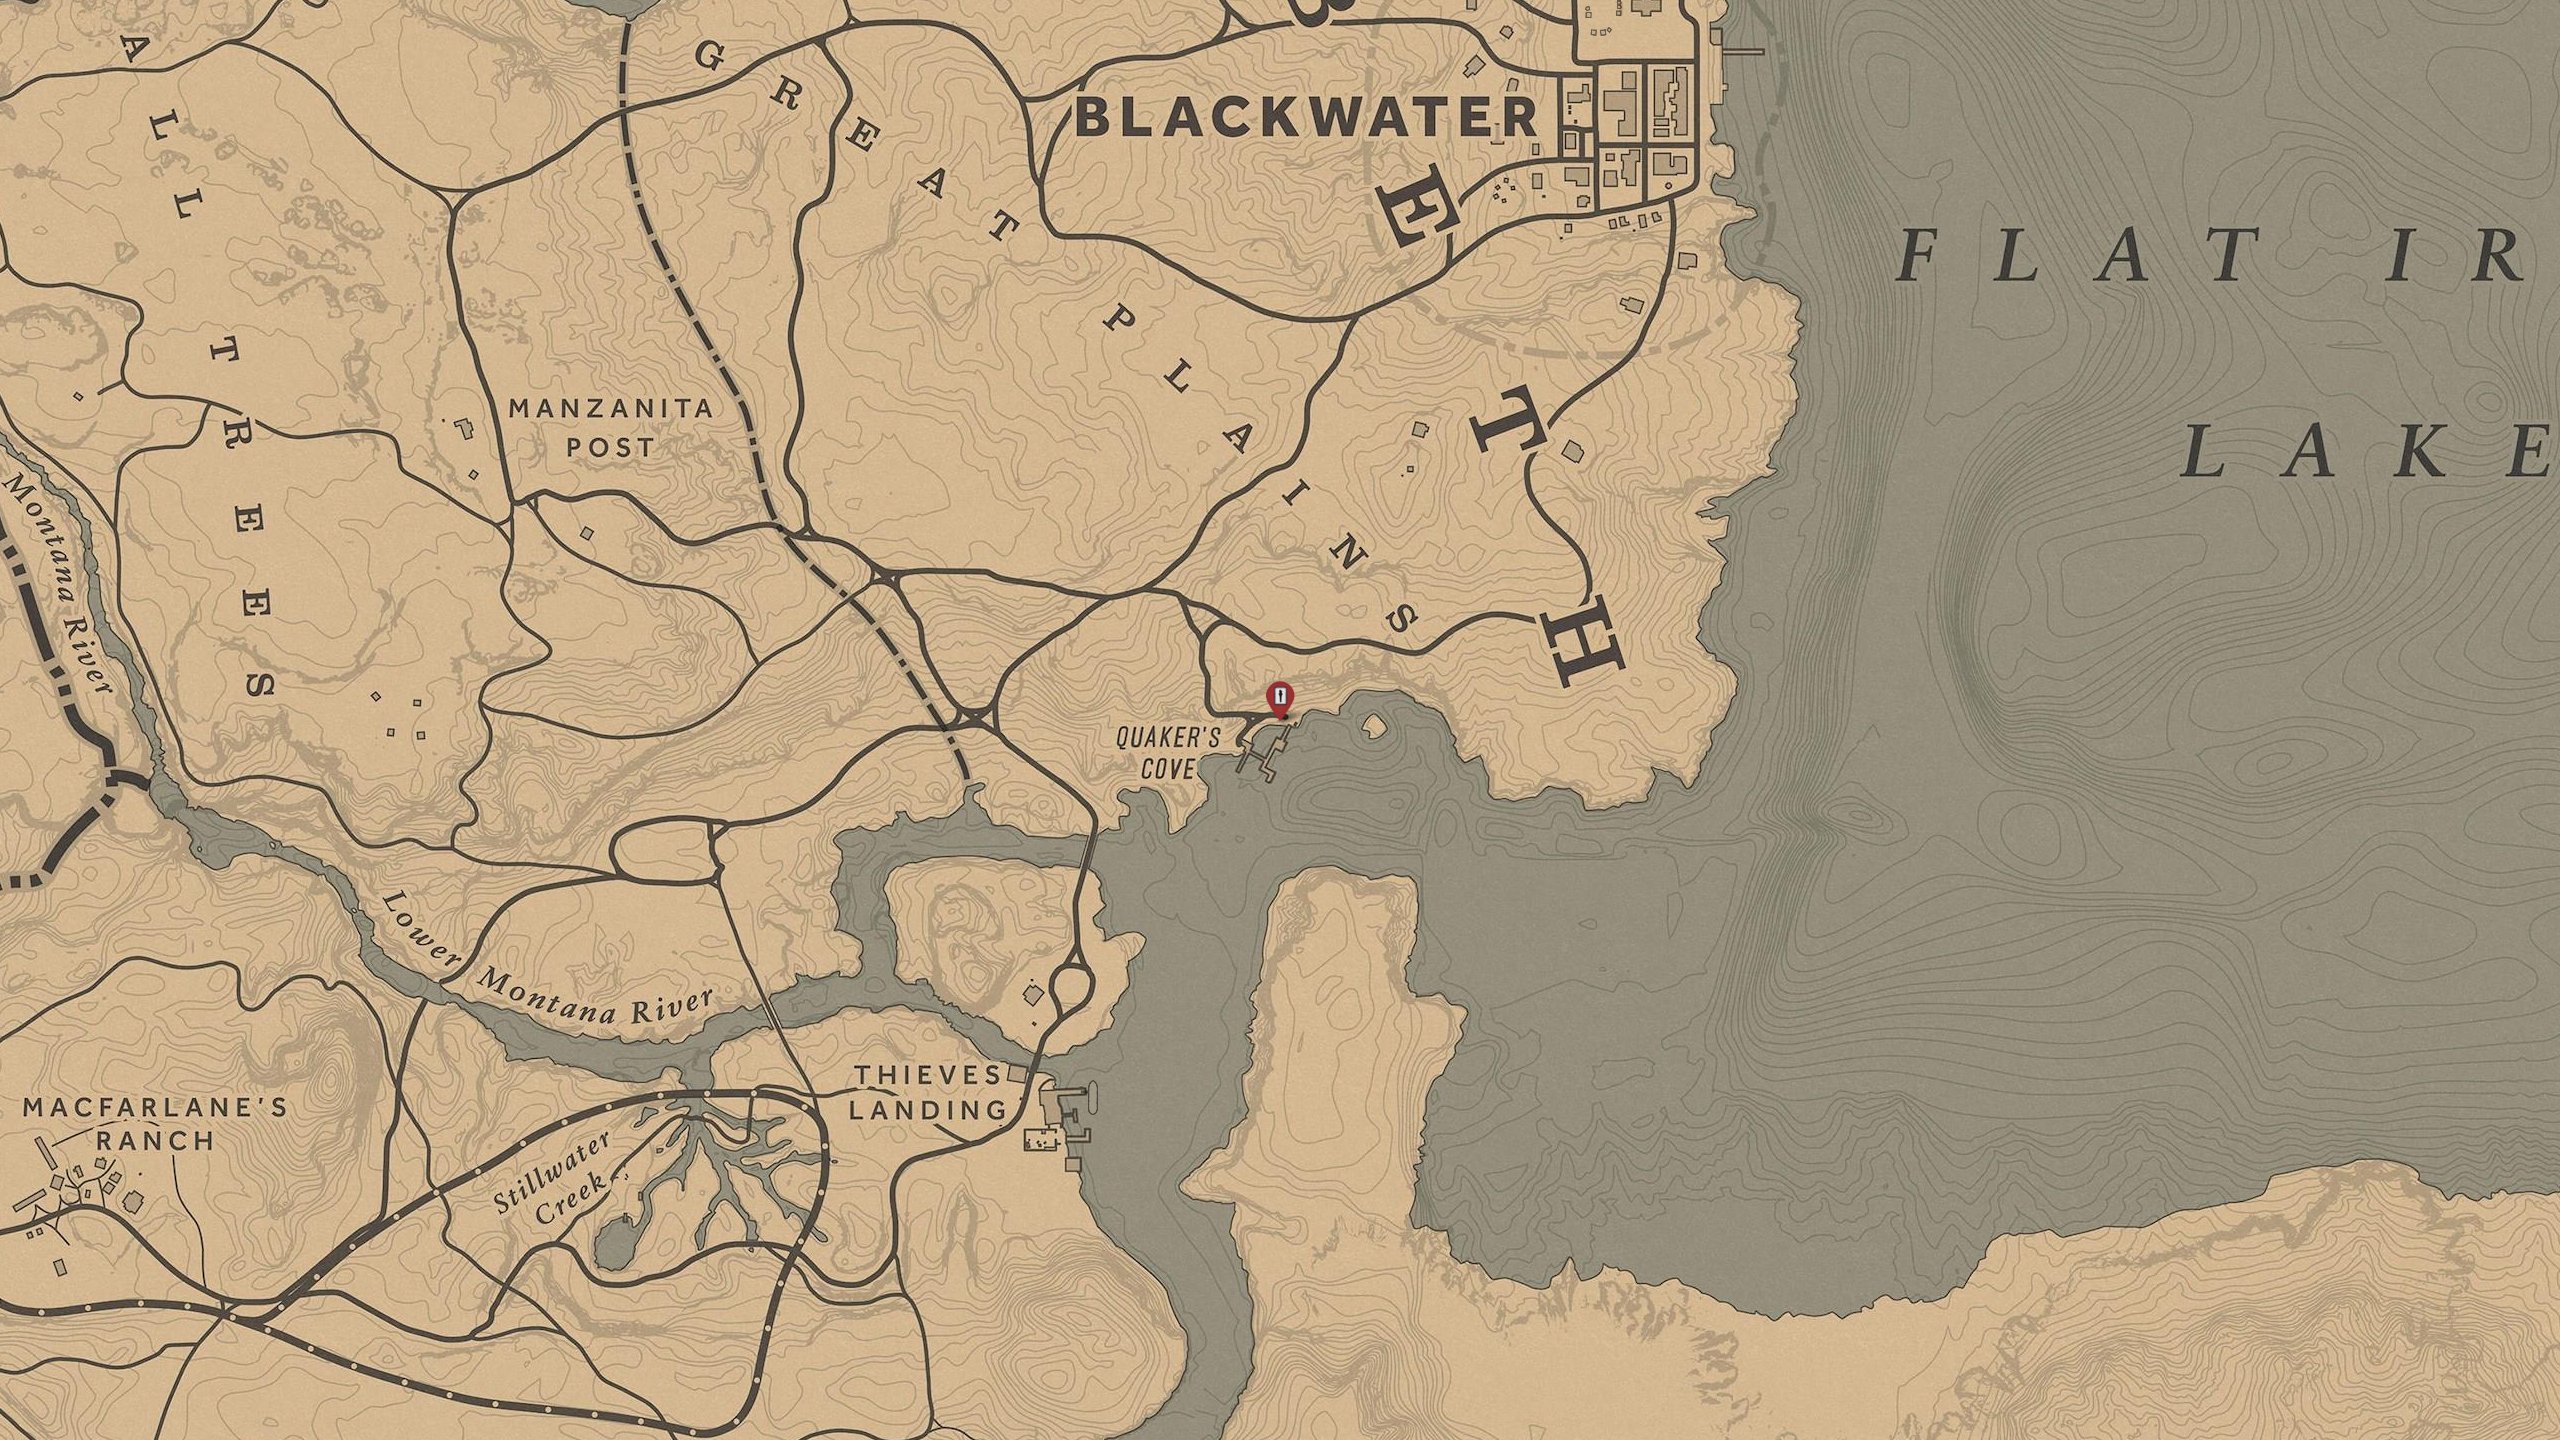 BLACKWATER
GREAT PLAINS
FLAT IR
LAKE
B
E
T
H
ALL TREES
MANZANITA
POST
Montana River
QUAKER'S
COVE
Lower Montana River
THIEVES
LANDING
MACFARLANE'S
RANCH
Stillwater
Creek